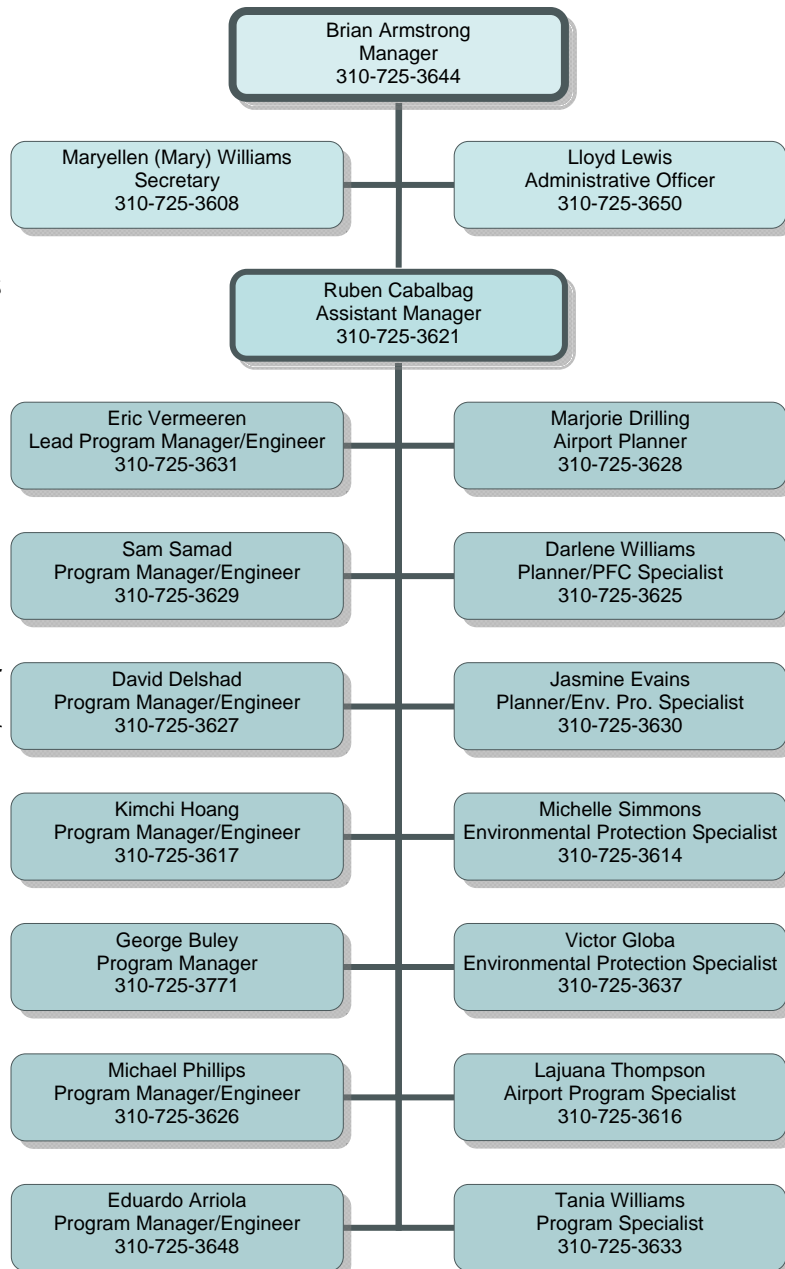 Brian Armstrong
Manager
310-725-3644
Maryellen (Mary) Williams
Secretary
310-725-3608
Lloyd Lewis
Administrative Officer
310-725-3650
Ruben Cabalbag
Assistant Manager
310-725-3621
Eric Vermeeren
Lead Program Manager/Engineer
310-725-3631
Marjorie Drilling
Airport Planner
310-725-3628
Sam Samad
Program Manager/Engineer
310-725-3629
Darlene Williams
Planner/PFC Specialist
310-725-3625
David Delshad
Program Manager/Engineer
310-725-3627
Jasmine Evains
Planner/Env. Pro. Specialist
310-725-3630
Kimchi Hoang
Program Manager/Engineer
310-725-3617
Michelle Simmons
Environmental Protection Specialist
310-725-3614
George Buley
Program Manager
310-725-3771
Victor Globa
Environmental Protection Specialist
310-725-3637
Michael Phillips
Program Manager/Engineer
310-725-3626
Lajuana Thompson
Airport Program Specialist
310-725-3616
Eduardo Arriola
Program Manager/Engineer
310-725-3648
Tania Williams
Program Specialist
310-725-3633